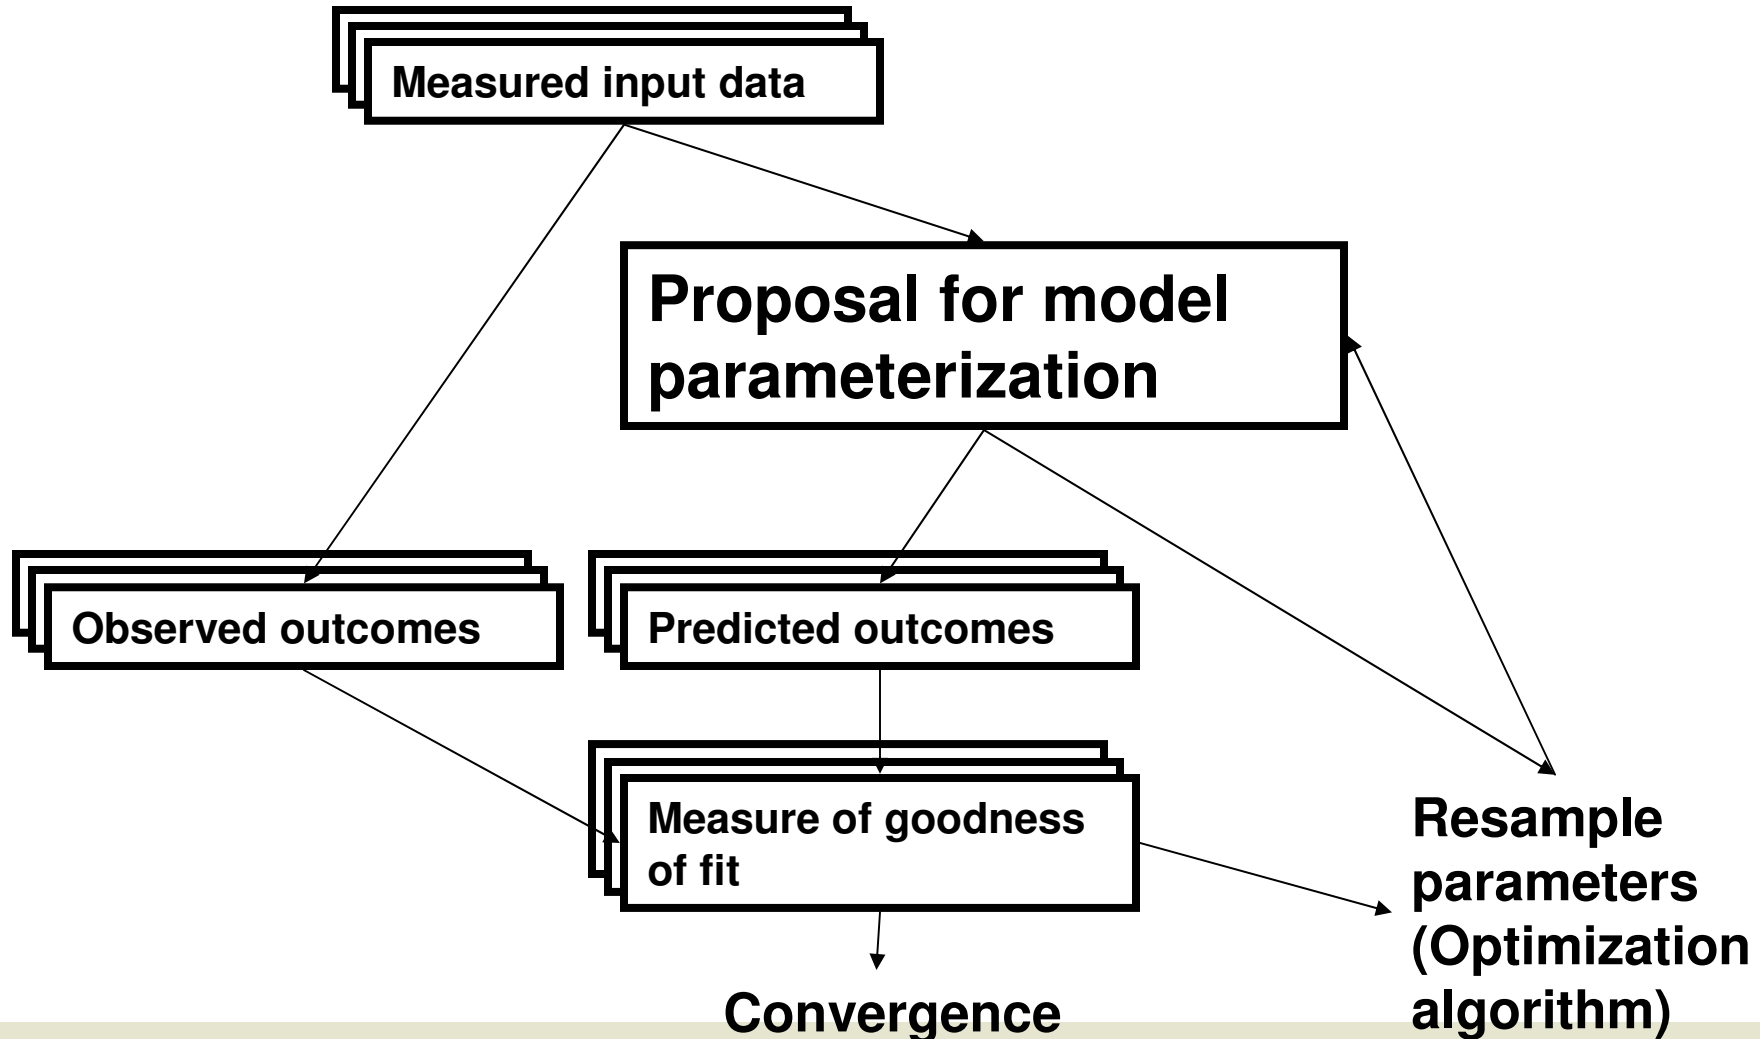 Measured input data
Proposal for model
parameterization
Observed outcomes
Predicted outcomes
Measure of goodness
of fit
Resample
parameters
(Optimization
algorithm)
Convergence